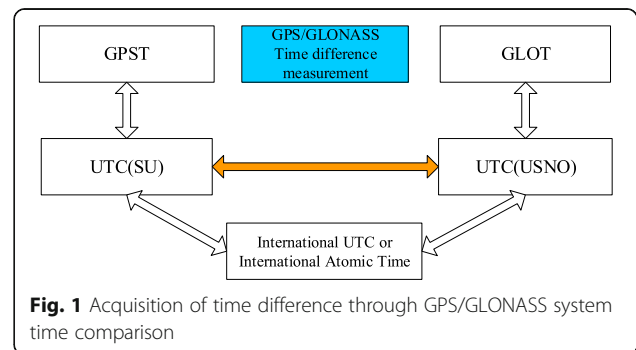 GPST
GPS/GLONASS
Time difference
measurement
GLOT
UTC(SU)
UTC(USNO)
International UTC or
International Atomic Time
Fig. 1 Acquisition of time difference through GPS/GLONASS system
time comparison